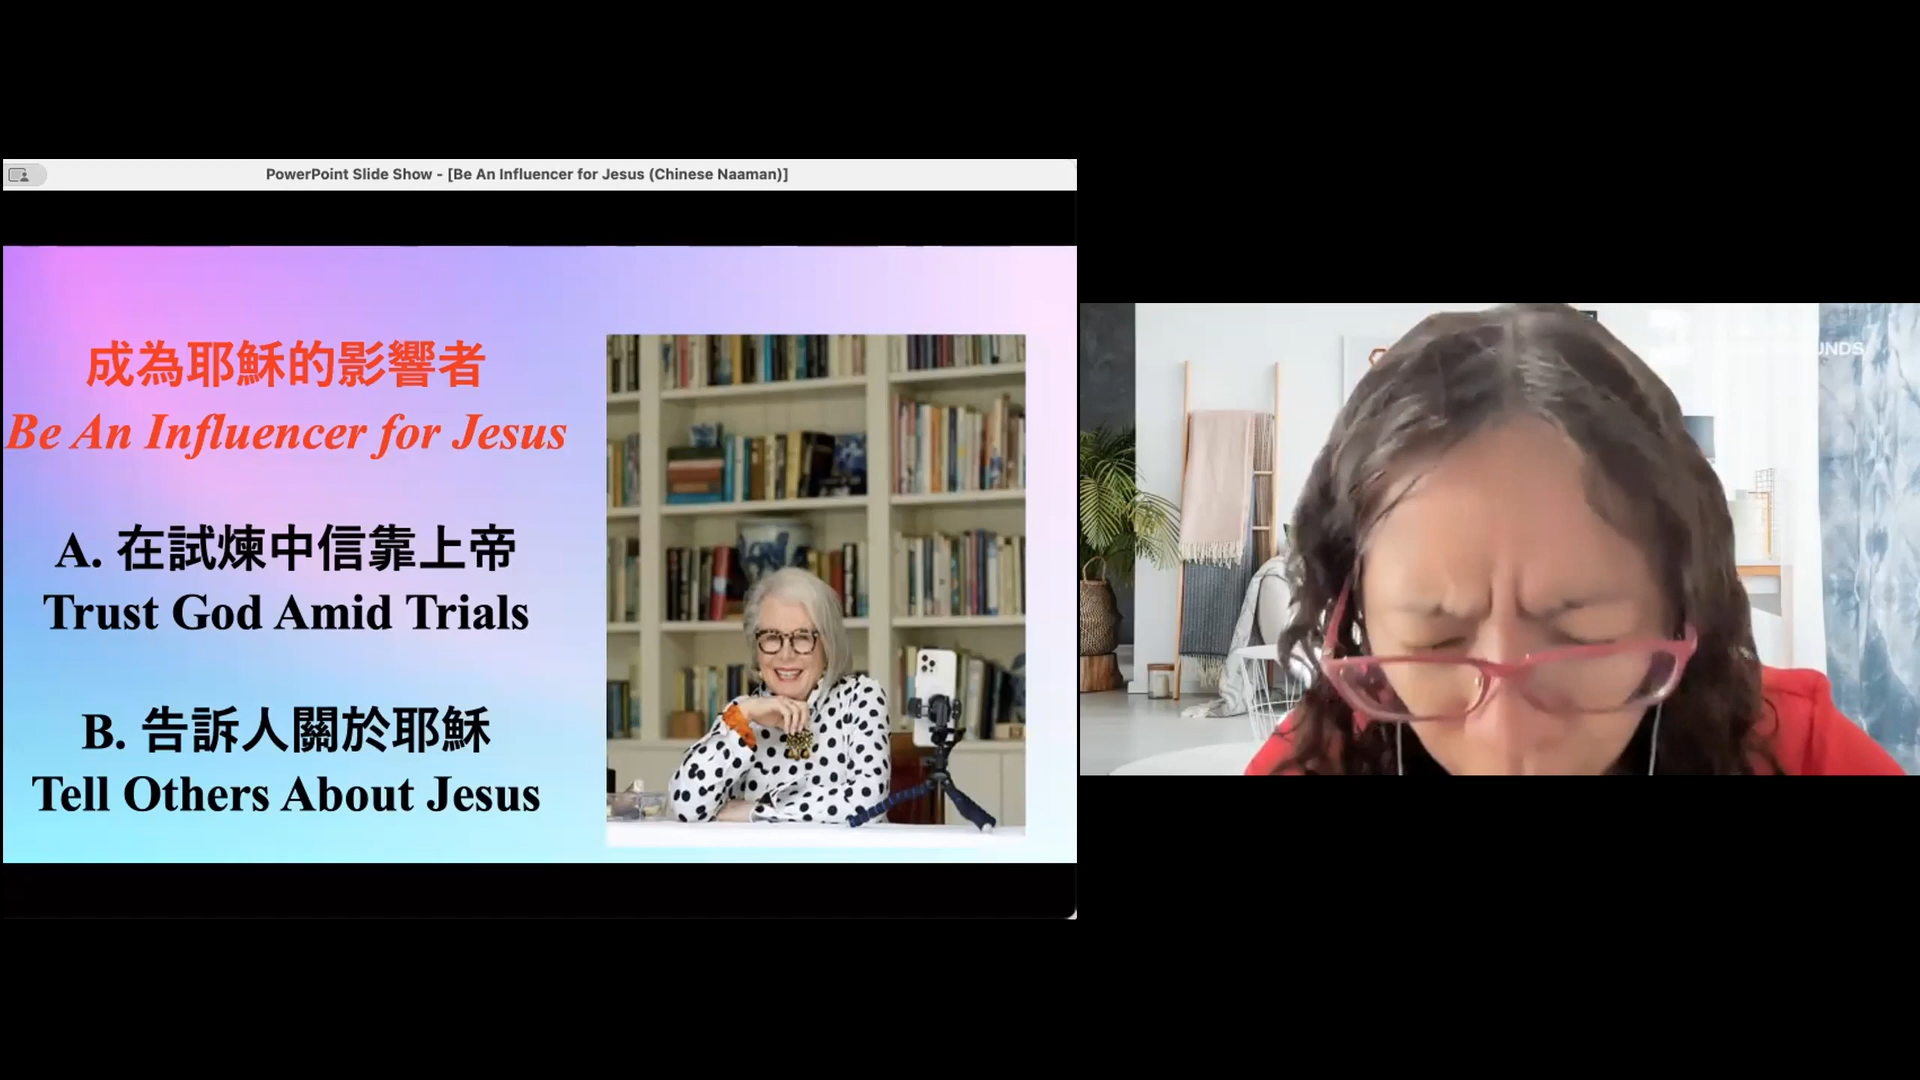 PowerPoint Slide Show - [Be An Influencer for Jesus (Chinese Naaman)]
成為耶穌的影響者
Be An Influencer for Jesus
A. 在試煉中信靠上帝
Trust God Amid Trials
B. 告訴人關於耶穌
Tell Others About Jesus